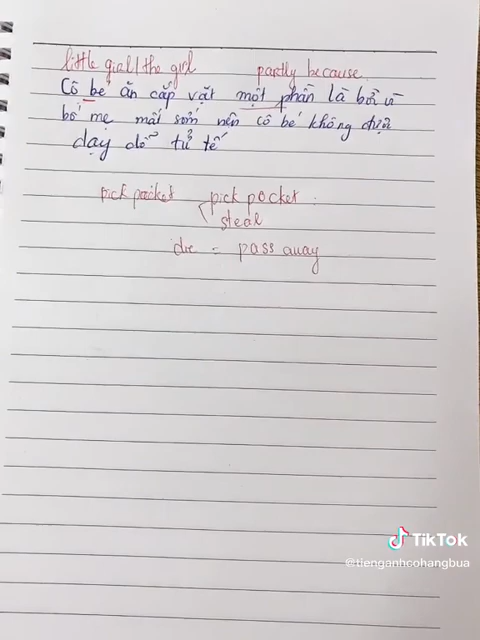 little girl / the girl partly because
Cô bé ăn cắp vặt một phần là bởi vì
bố mẹ mất sớm nên cô bé không được
dạy dỗ tử tế
pick pocket pick pocket.
steal
die = pass away
TikTok
@tienganhcohangbua